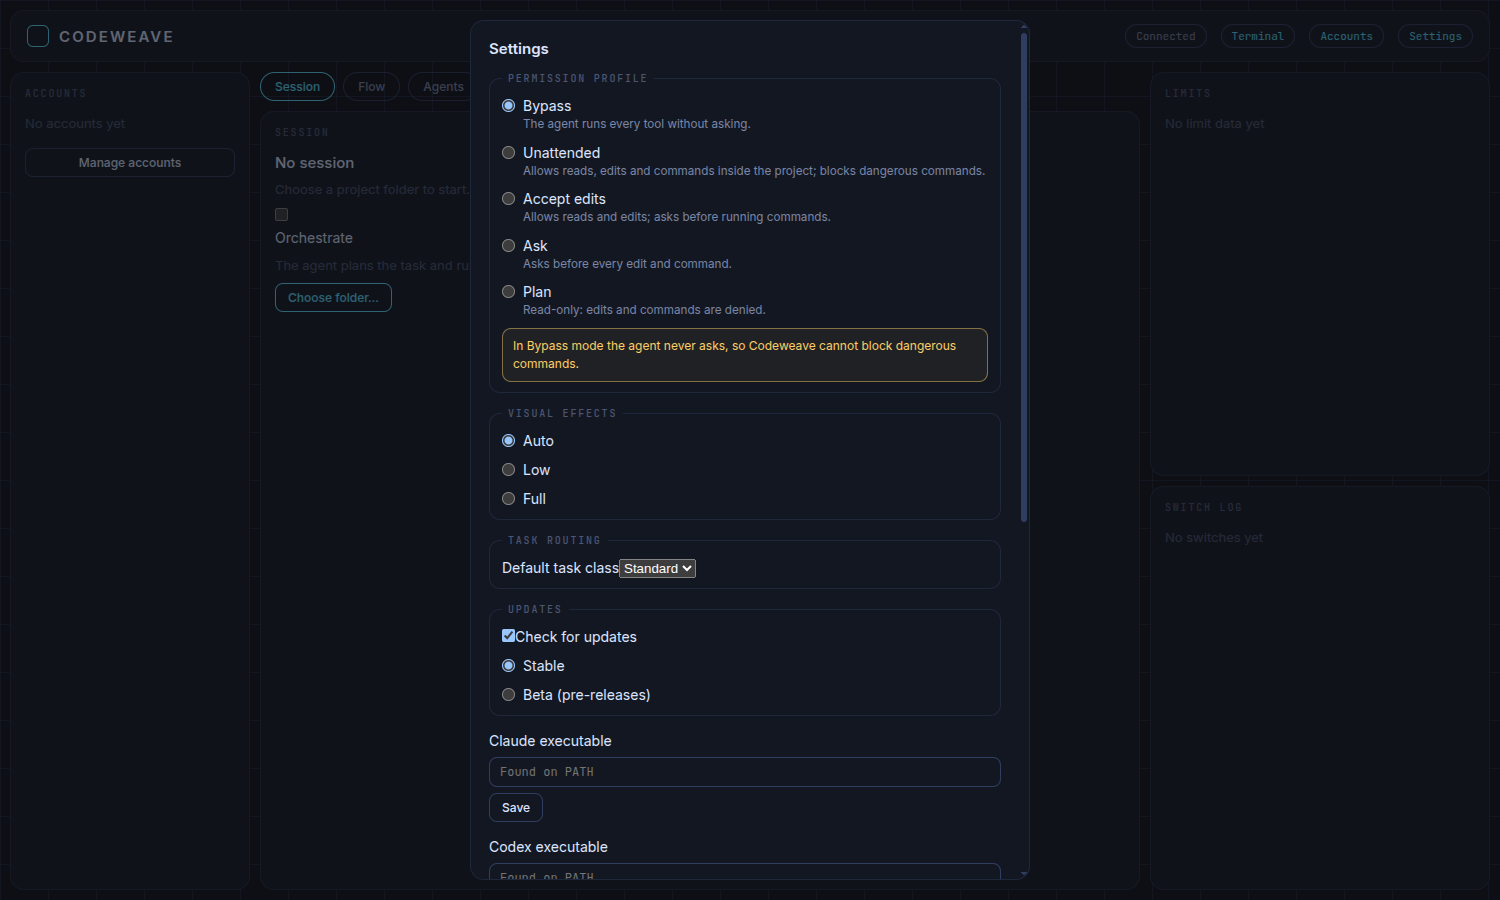 CODEWEAVE
Connected
Terminal
Accounts
Settings
ACCOUNTS
No accounts yet
Manage accounts
Session
Flow
Agents
SESSION
No session
Choose a project folder to start.
Orchestrate
The agent plans the task and ru
Choose folder...
Settings
PERMISSION PROFILE
Bypass
The agent runs every tool without asking.
Unattended
Allows reads, edits and commands inside the project; blocks dangerous commands.
Accept edits
Allows reads and edits; asks before running commands.
Ask
Asks before every edit and command.
Plan
Read-only: edits and commands are denied.
In Bypass mode the agent never asks, so Codeweave cannot block dangerous
commands.
VISUAL EFFECTS
Auto
Low
Full
TASK ROUTING
Default task class Standard
UPDATES
Check for updates
Stable
Beta (pre-releases)
Claude executable
Found on PATH
Save
Codex executable
Found on PATH
LIMITS
No limit data yet
SWITCH LOG
No switches yet